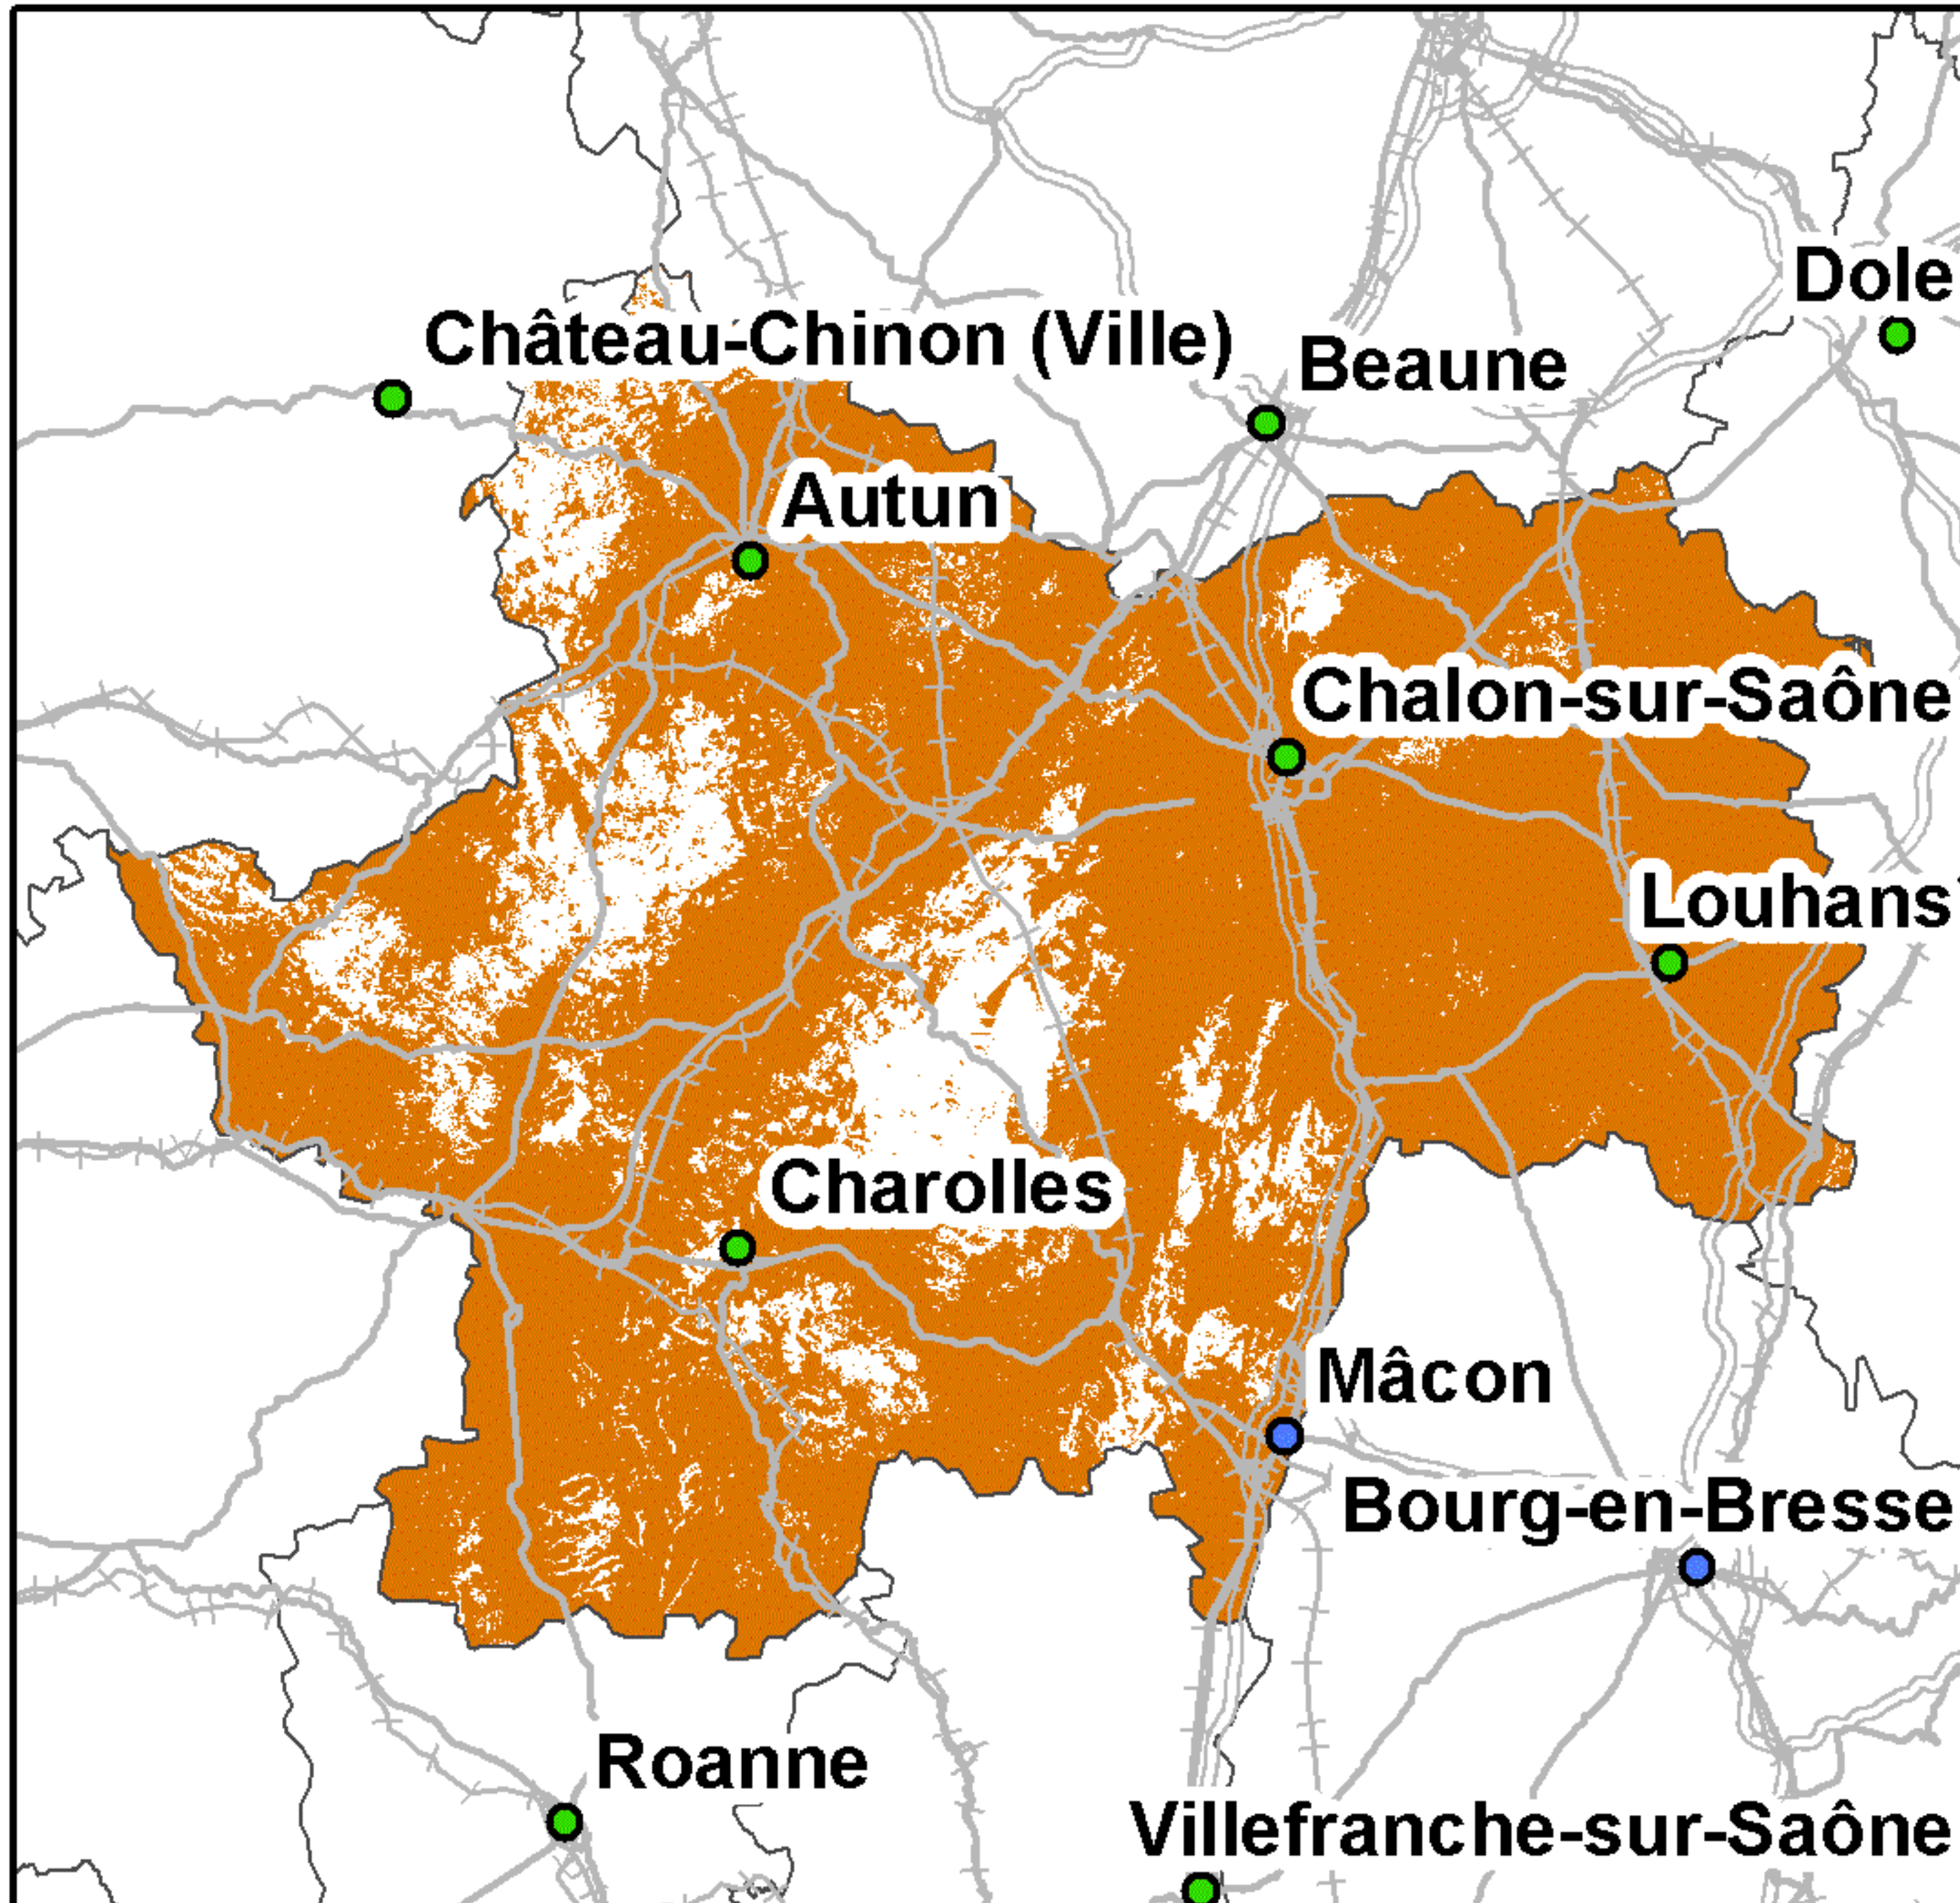 Dole
Château-Chinon (Ville)
Beaune
Autun
Chalon-sur-Saône
Louhans
Charolles
Mâcon
Bourg-en-Bresse
Roanne
Villefranche-sur-Saône